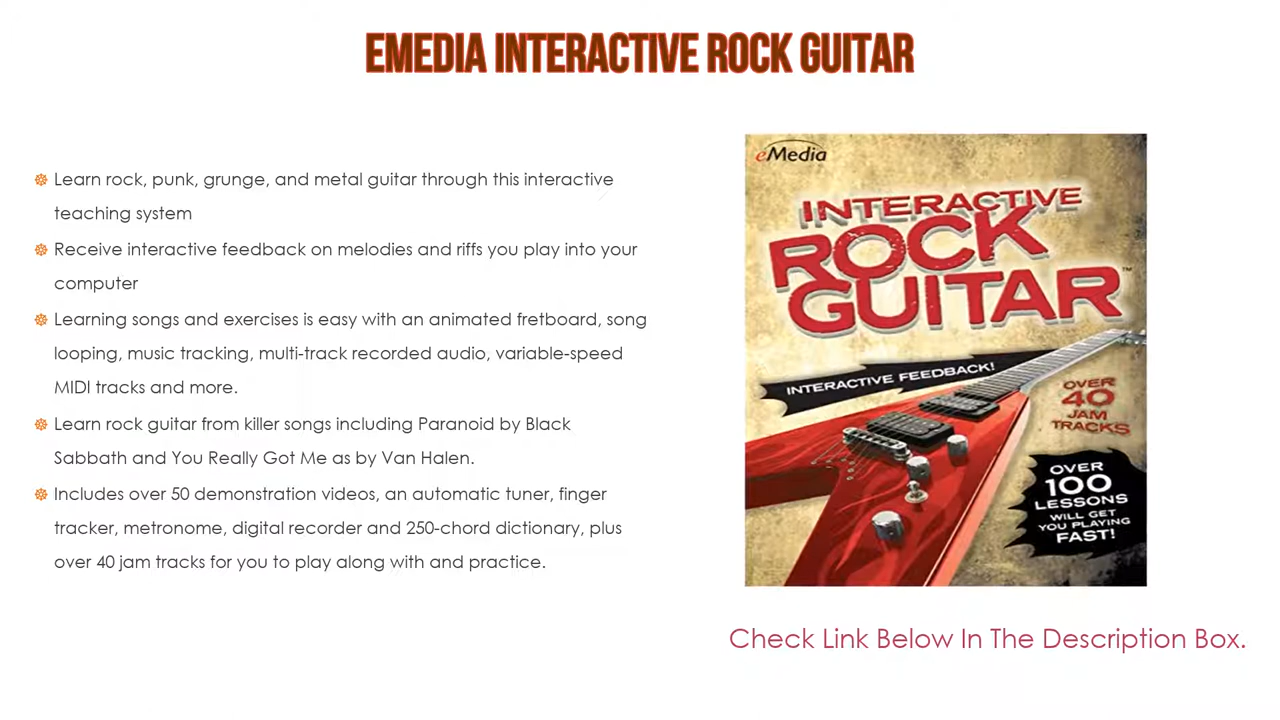 EMEDIA INTERACTIVE ROCK GUITAR
Learn rock, punk, grunge, and metal guitar through this interactive
teaching system
Receive interactive feedback on melodies and riffs you play into your
computer
Learning songs and exercises is easy with an animated fretboard, song
looping, music tracking, multi-track recorded audio, variable-speed
MIDI tracks and more.
Learn rock guitar from killer songs including Paranoid by Black
Sabbath and You Really Got Me as by Van Halen.
Includes over 50 demonstration videos, an automatic tuner, finger
tracker, metronome, digital recorder and 250-chord dictionary, plus
over 40 jam tracks for you to play along with and practice.
eMedia
INTERACTIVE
ROCK
GUITAR™
INTERACTIVE FEEDBACK!
OVER
40
JAM
TRACKS
OVER
100
LESSONS
WILL GET
YOU PLAYING
FAST!
Check Link Below In The Description Box.